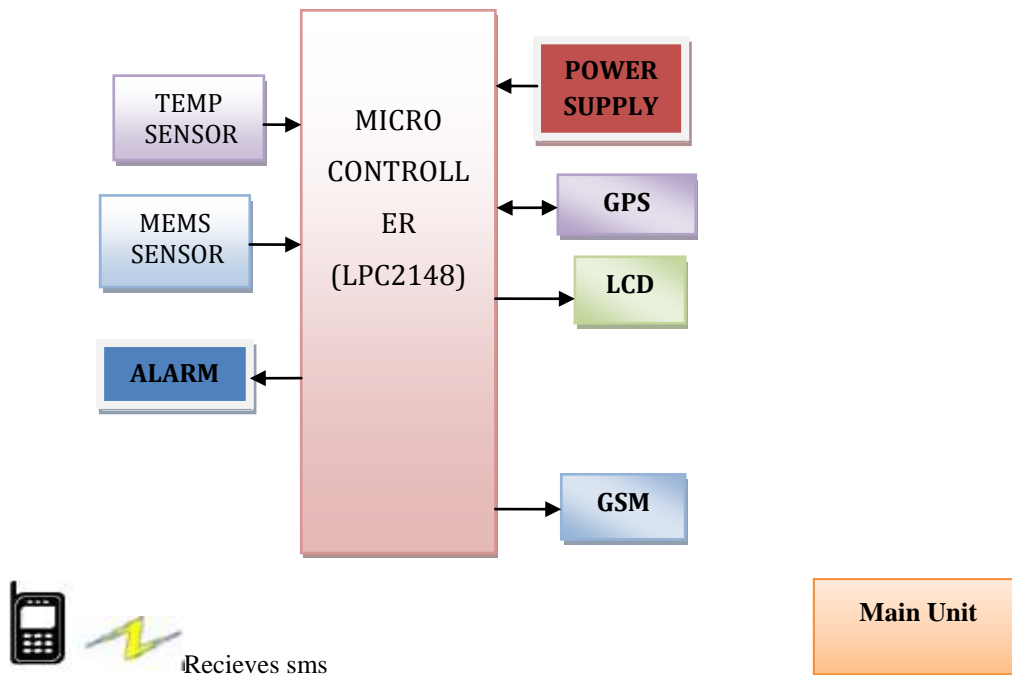 TEMP
SENSOR
MEMS
SENSOR
ALARM
MICRO
CONTROLL
ER
(LPC2148)
POWER
SUPPLY
GPS
LCD
GSM
Recieves sms
Main Unit